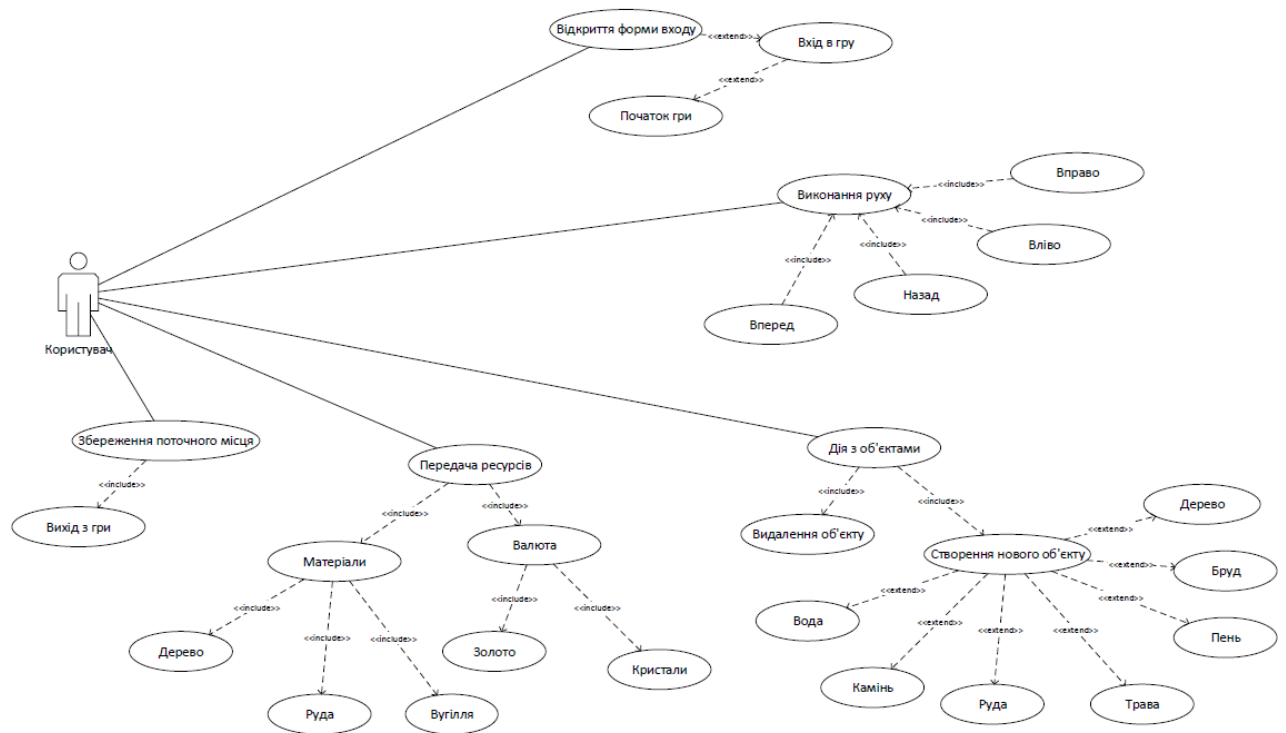 Відкриття форми входу
<<extend>>
Вхід в гру
<<extend>>
Початок гри
Вправо
<<include>>
Виконання руху
<<include>>
Вліво
<<include>>
<<include>>
Назад
Вперед
Користувач
Збереження поточного місця
<<include>>
Вихід з гри
Передача ресурсів
<<include>>
<<include>>
Матеріали
Валюта
<<include>>
<<include>>
<<include>>
<<include>>
<<include>>
Дерево
Руда
Вугілля
Золото
Кристали
Дія з об'єктами
<<include>>
<<include>>
Видалення об'єкту
Створення нового об'єкту
<<extend>>
Дерево
<<extend>>
Бруд
<<extend>>
Пень
<<extend>>
Вода
<<extend>>
Камінь
<<extend>>
Руда
<<extend>>
Трава